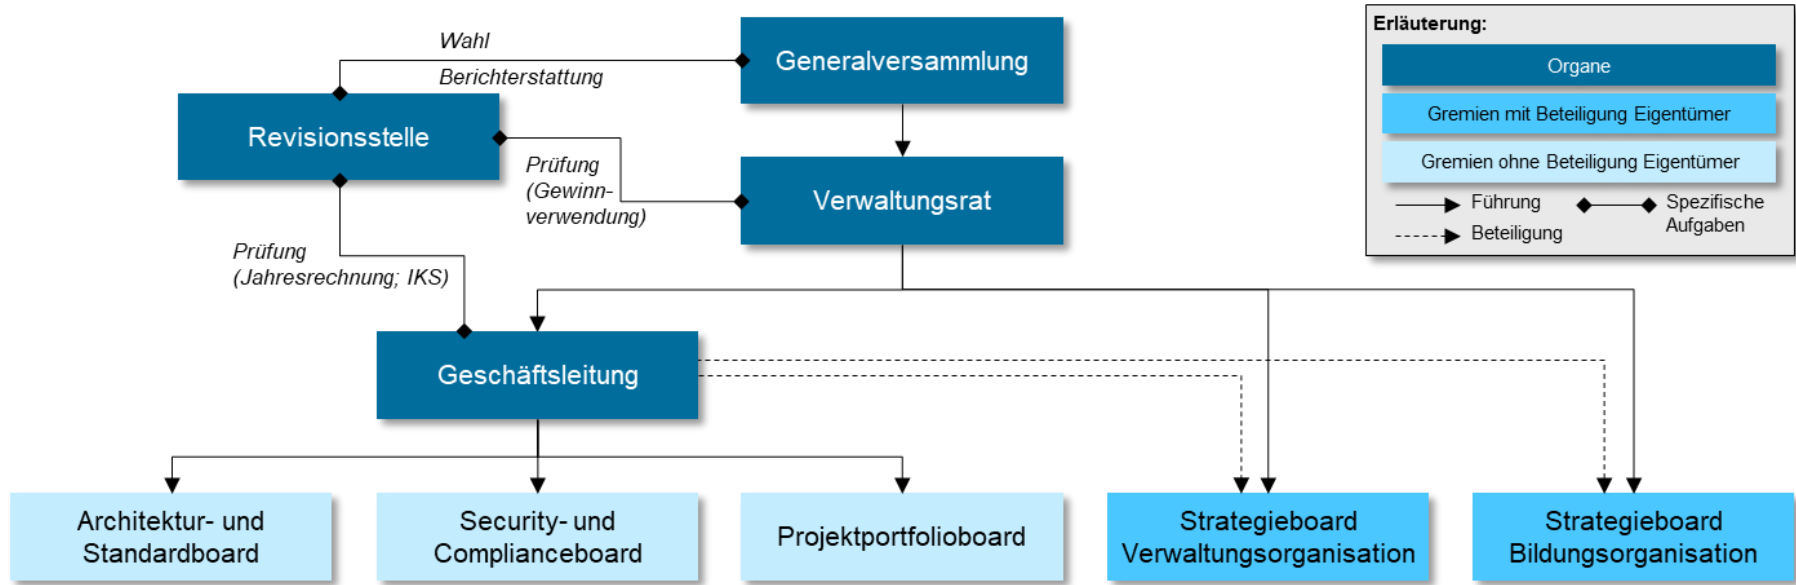 Wahl
Berichterstattung
Generalversammlung
Revisionsstelle
Prüfung
(Gewinn-
verwendung)
Verwaltungsrat
Prüfung
(Jahresrechnung; IKS)
Geschäftsleitung
Architektur- und
Standardboard
Security- und
Complianceboard
Projektportfolioboard
Strategieboard
Verwaltungsorganisation
Strategieboard
Bildungsorganisation
Erläuterung:
Organe
Gremien mit Beteiligung Eigentümer
Gremien ohne Beteiligung Eigentümer
Führung
Beteiligung
Spezifische
Aufgaben